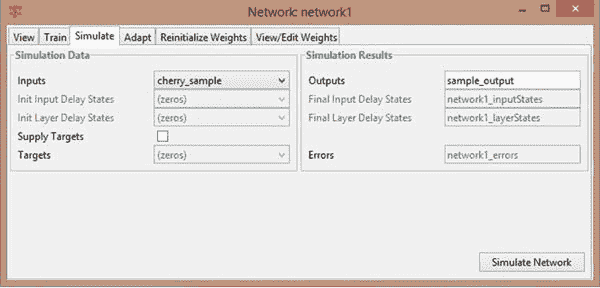 Network: network1
View Train Simulate Adapt Reinitialize Weights View/Edit Weights
Simulation Data
Inputs cherry_sample
Init Input Delay States (zeros)
Init Layer Delay States (zeros)
Supply Targets
Targets (zeros)
Simulation Results
Outputs sample_output
Final Input Delay States network1_inputStates
Final Layer Delay States network1_layerStates
Errors network1_errors
Simulate Network